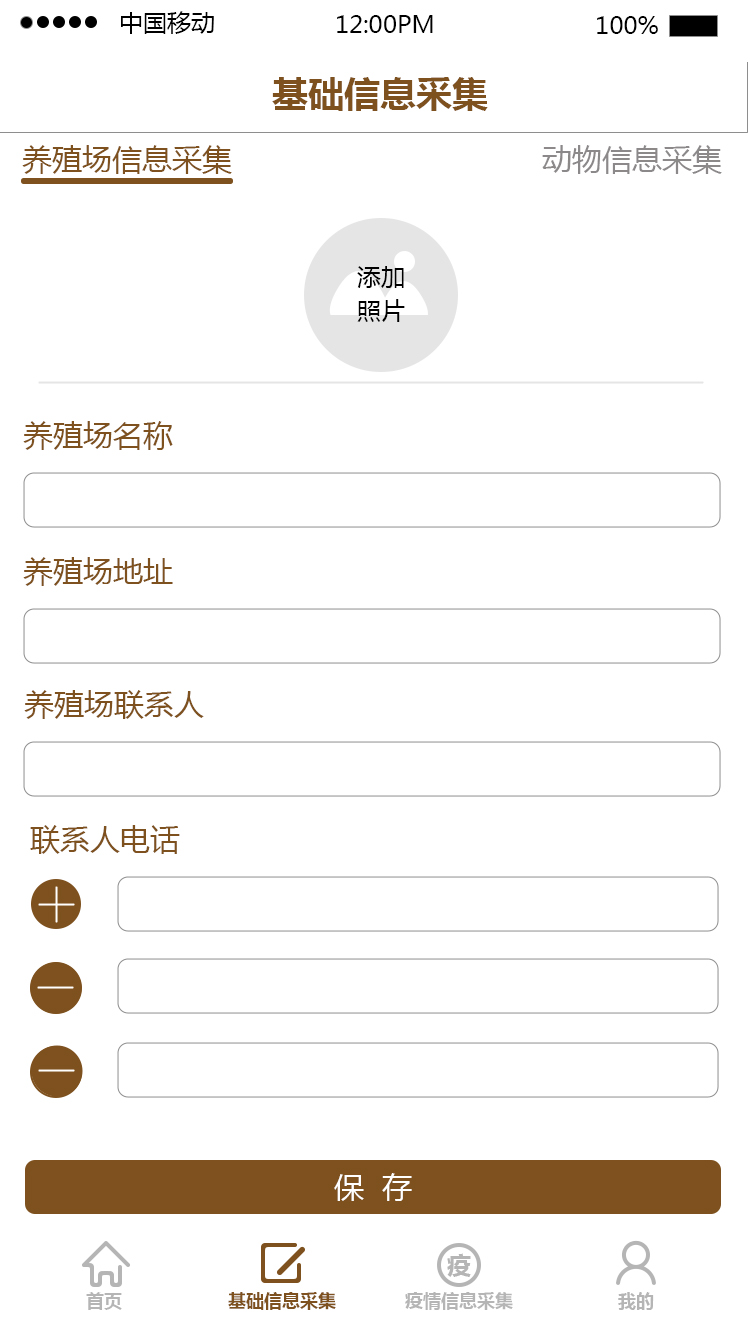 中国移动 12:00PM 100%
基础信息采集
养殖场信息采集 动物信息采集
添加
照片
养殖场名称
养殖场地址
养殖场联系人
联系人电话
保 存
疫
首页 基础信息采集 疫情信息采集 我的